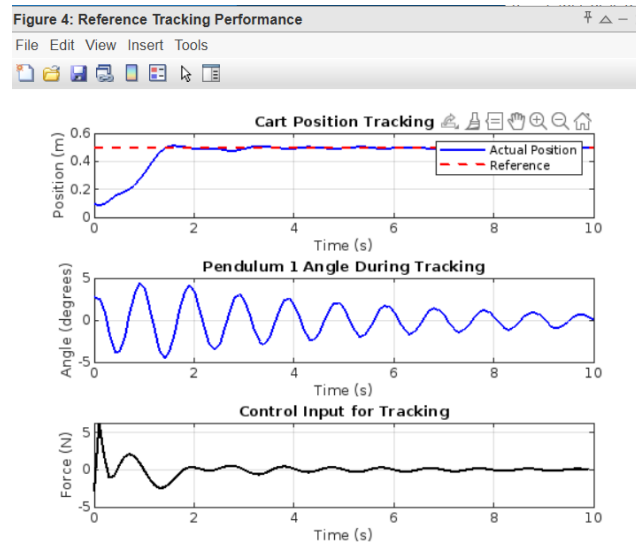 Figure 4: Reference Tracking Performance
File Edit View Insert Tools
Cart Position Tracking
Position (m)
0.6
0.4
0.2
0
Actual Position
Reference
0 2 4 6 8 10
Time (s)
Pendulum 1 Angle During Tracking
Angle (degrees)
5
0
-5
0 2 4 6 8 10
Time (s)
Control Input for Tracking
Force (N)
5
0
-5
0 2 4 6 8 10
Time (s)